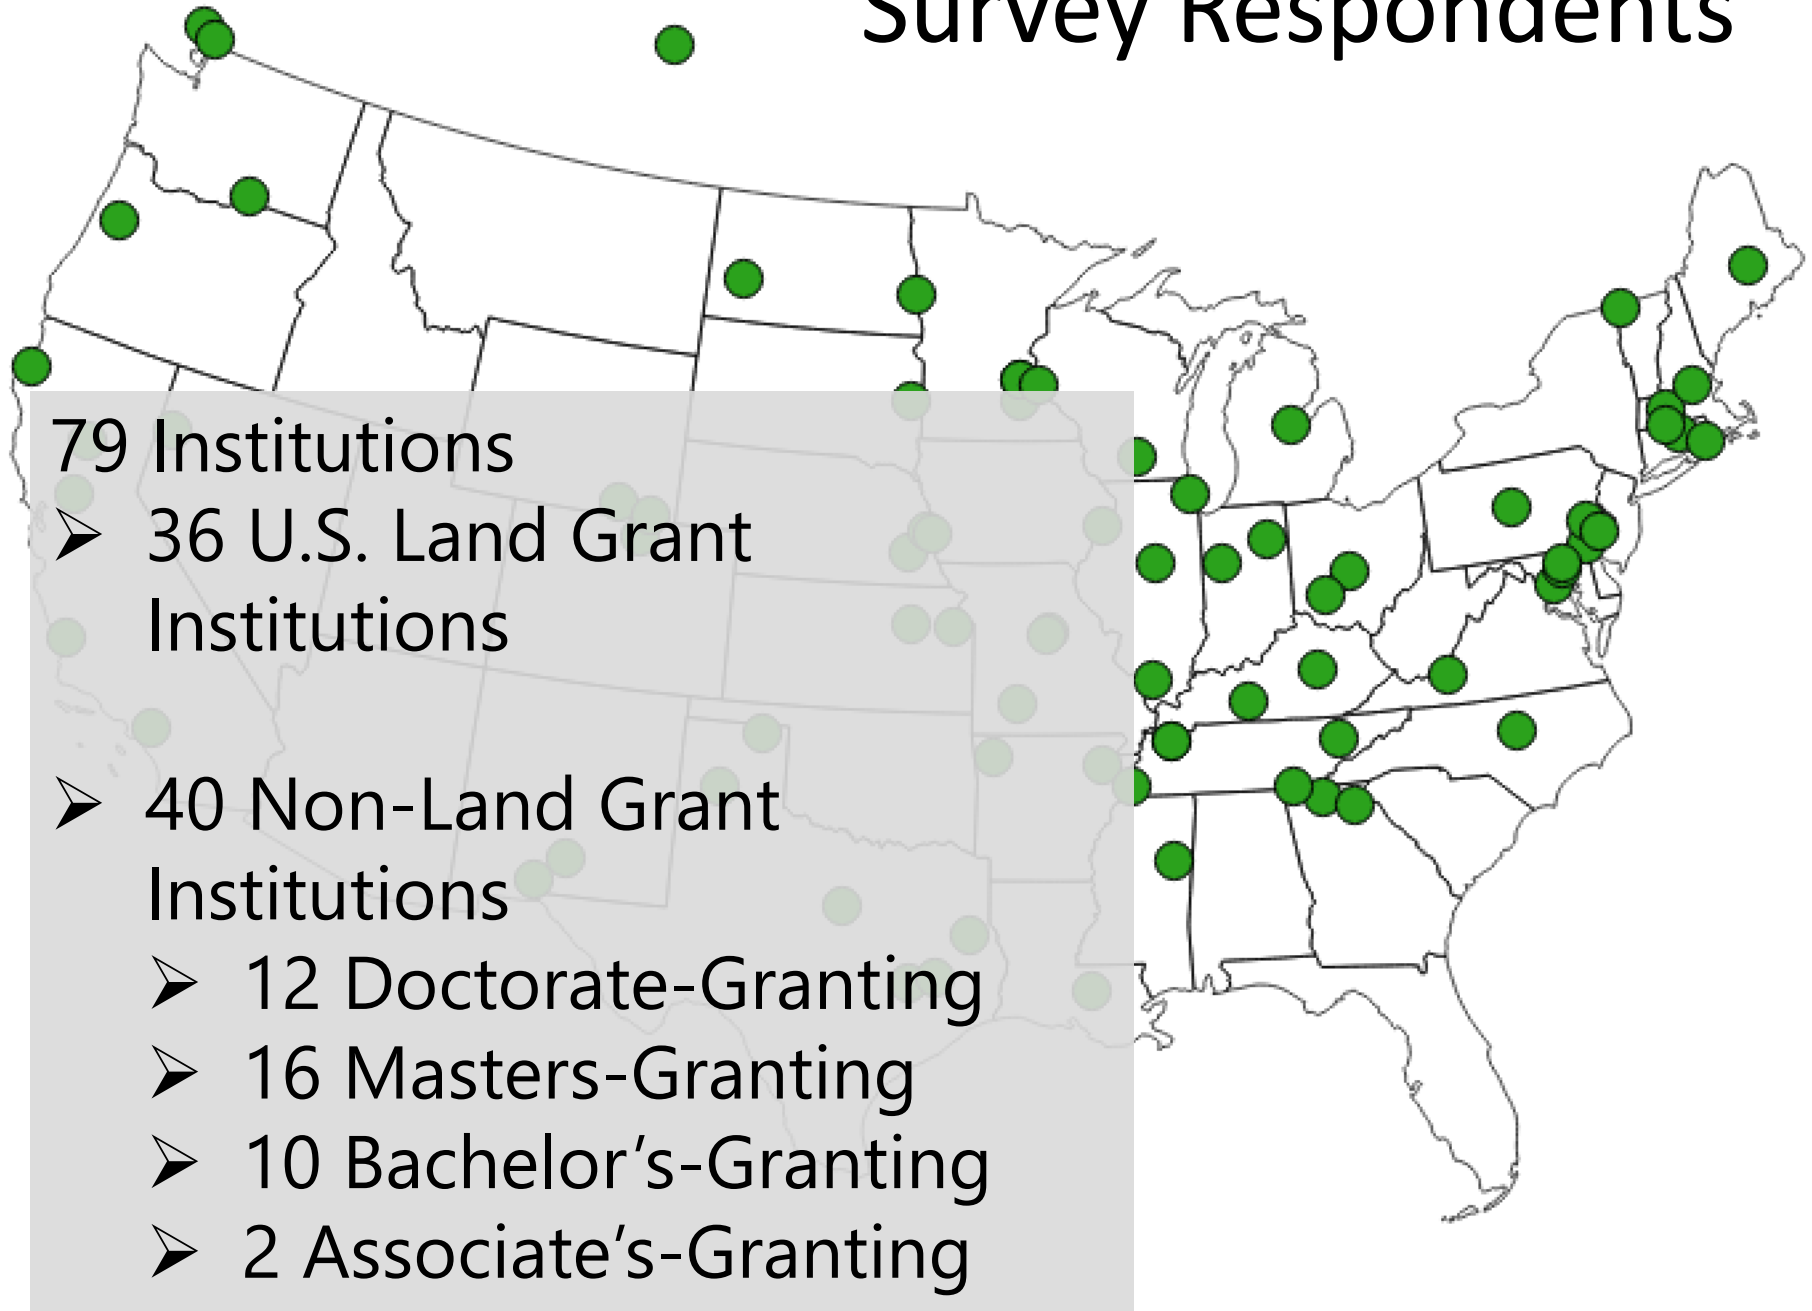 Survey Respondents
79 Institutions
➢ 36 U.S. Land Grant
Institutions
➢ 40 Non-Land Grant
Institutions
➢ 12 Doctorate-Granting
➢ 16 Masters-Granting
➢ 10 Bachelor’s-Granting
➢ 2 Associate’s-Granting